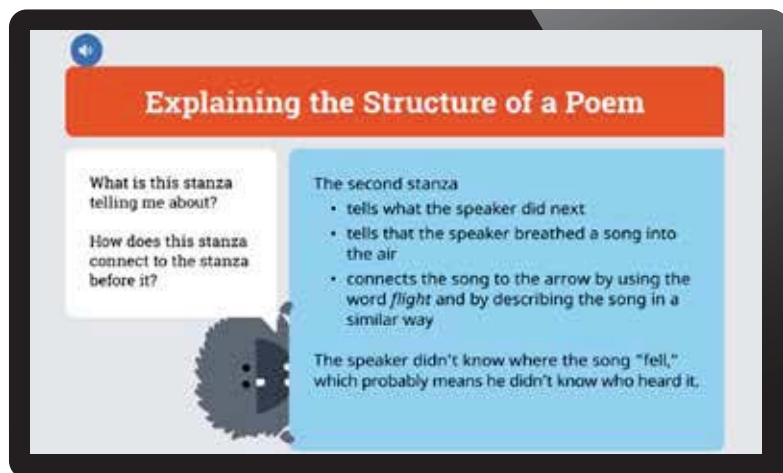 Explaining the Structure of a Poem
What is this stanza
telling me about?
How does this stanza
connect to the stanza
before it?
The second stanza
• tells what the speaker did next
• tells that the speaker breathed a song into
the air
• connects the song to the arrow by using the
word flight and by describing the song in a
similar way
The speaker didn't know where the song "fell,"
which probably means he didn't know who heard it.